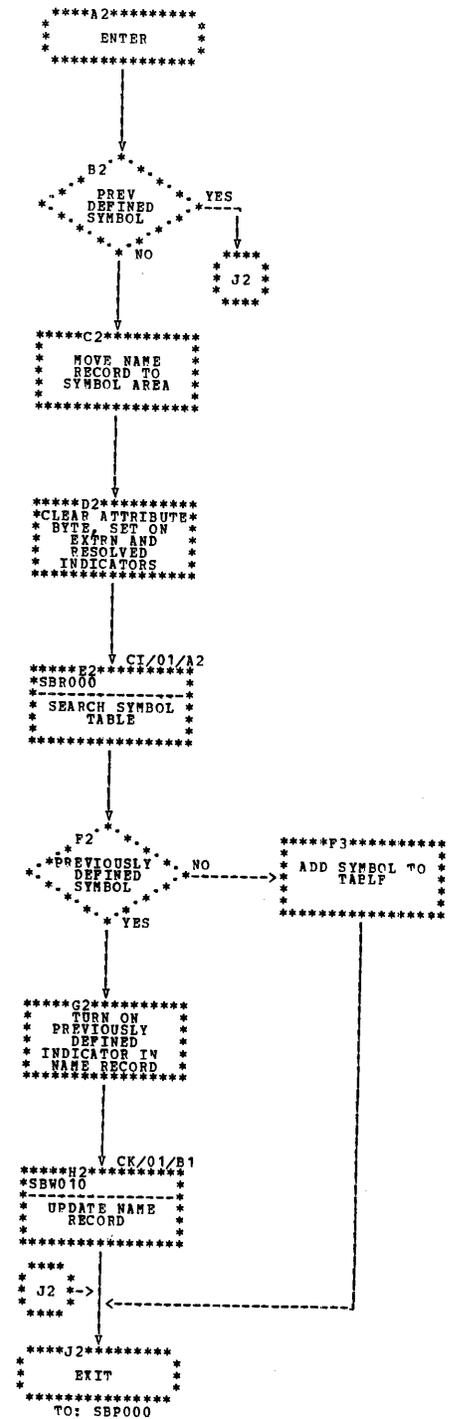 A2
ENTER
B2
PREV
DEFINED
SYMBOL
YES
NO
J2
C2
MOVE NAME
RECORD TO
SYMBOL AREA
D2
CLEAR ATTRIBUTE
BYTE, SET ON
EXTRN AND
RESOLVED
INDICATORS
CI/01/A2
E2
SBR000
SEARCH SYMBOL
TABLE
F2
PREVIOUSLY
DEFINED
SYMBOL
NO
YES
F3
ADD SYMBOL TO
TABLE
G2
TURN ON
PREVIOUSLY
DEFINED
INDICATOR IN
NAME RECORD
CK/01/B1
H2
SBW010
UPDATE NAME
RECORD
J2
J2
EXIT
TO: SBP000